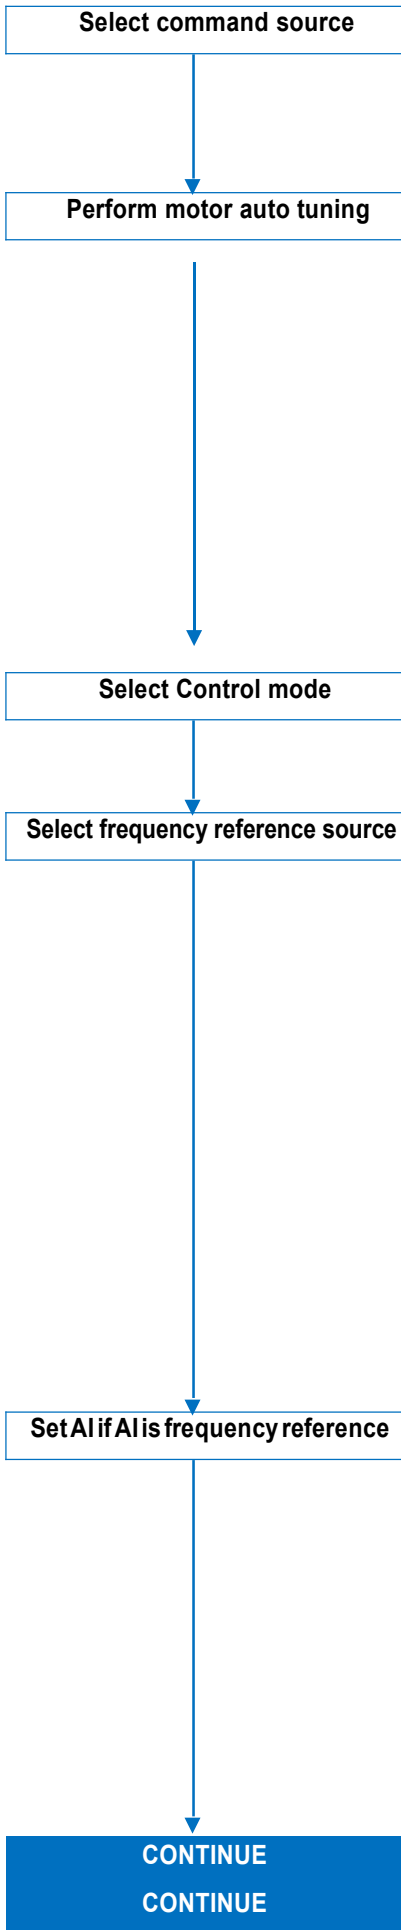 Select command source
Perform motor auto tuning
Select Control mode
Select frequency reference source
Set AI if AI is frequency reference
CONTINUE
CONTINUE